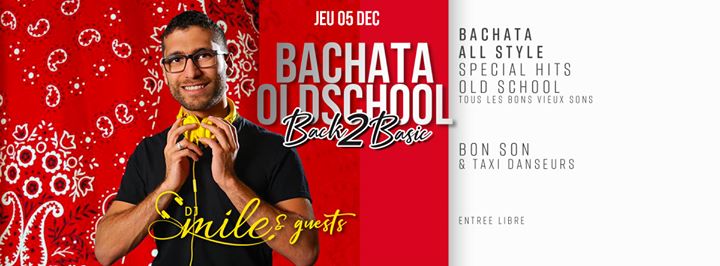 JEU 05 DEC
BACHATA
OLDSCHOOL
Back2Basic
DJ
Smile & guests
BACHATA
ALL STYLE
SPECIAL HITS
OLD SCHOOL
TOUS LES BONS VIEUX SONS
BON SON
& TAXI DANSEURS
ENTREE LIBRE